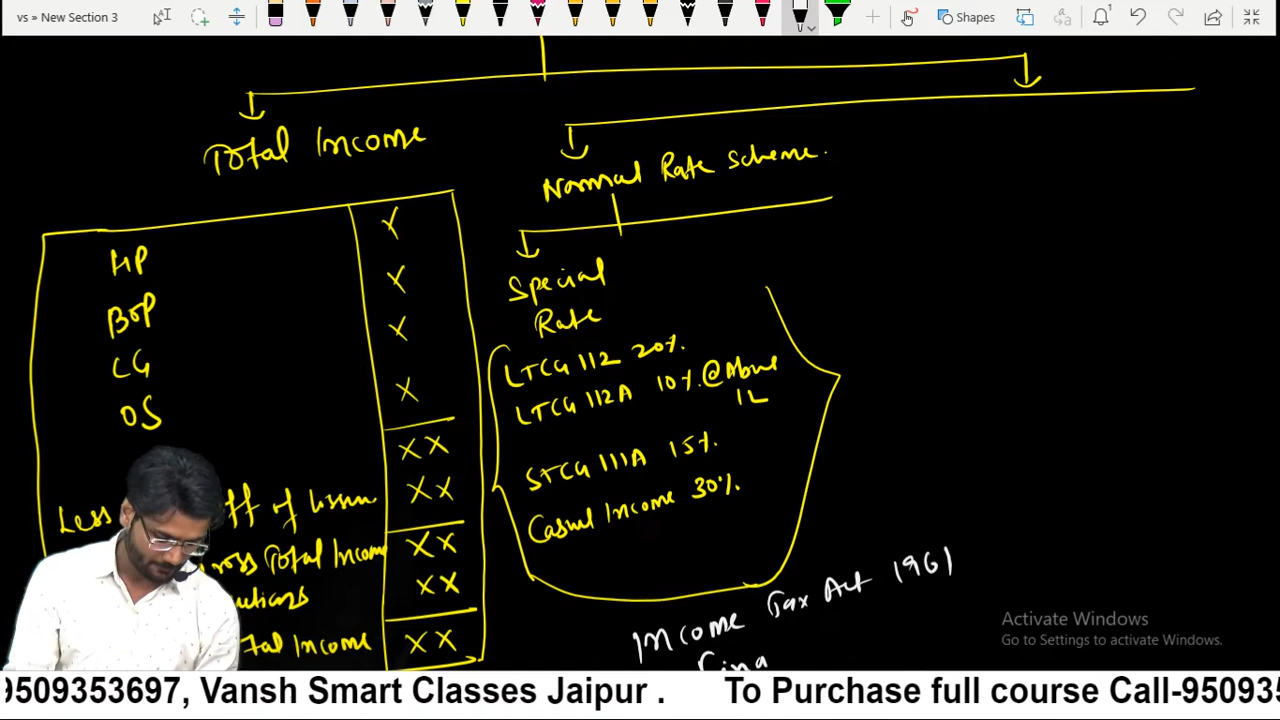 vs » New Section 3
Shapes
Total Income
Normal Rate Scheme.
HP X
BOP X
CG X
OS X
XX
Less ff of losses XX
ross Total Income XX
uctions XX
tal Income XX
Special
Rate
LTCG 112 20%.
LTCG 112A 10%. @ Above
1L
STCG 111A 15%.
Casual Income 30%.
Income Tax Act 1961
Fina
Activate Windows
Go to Settings to activate Windows.
9509353697, Vansh Smart Classes Jaipur . To Purchase full course Call-95093